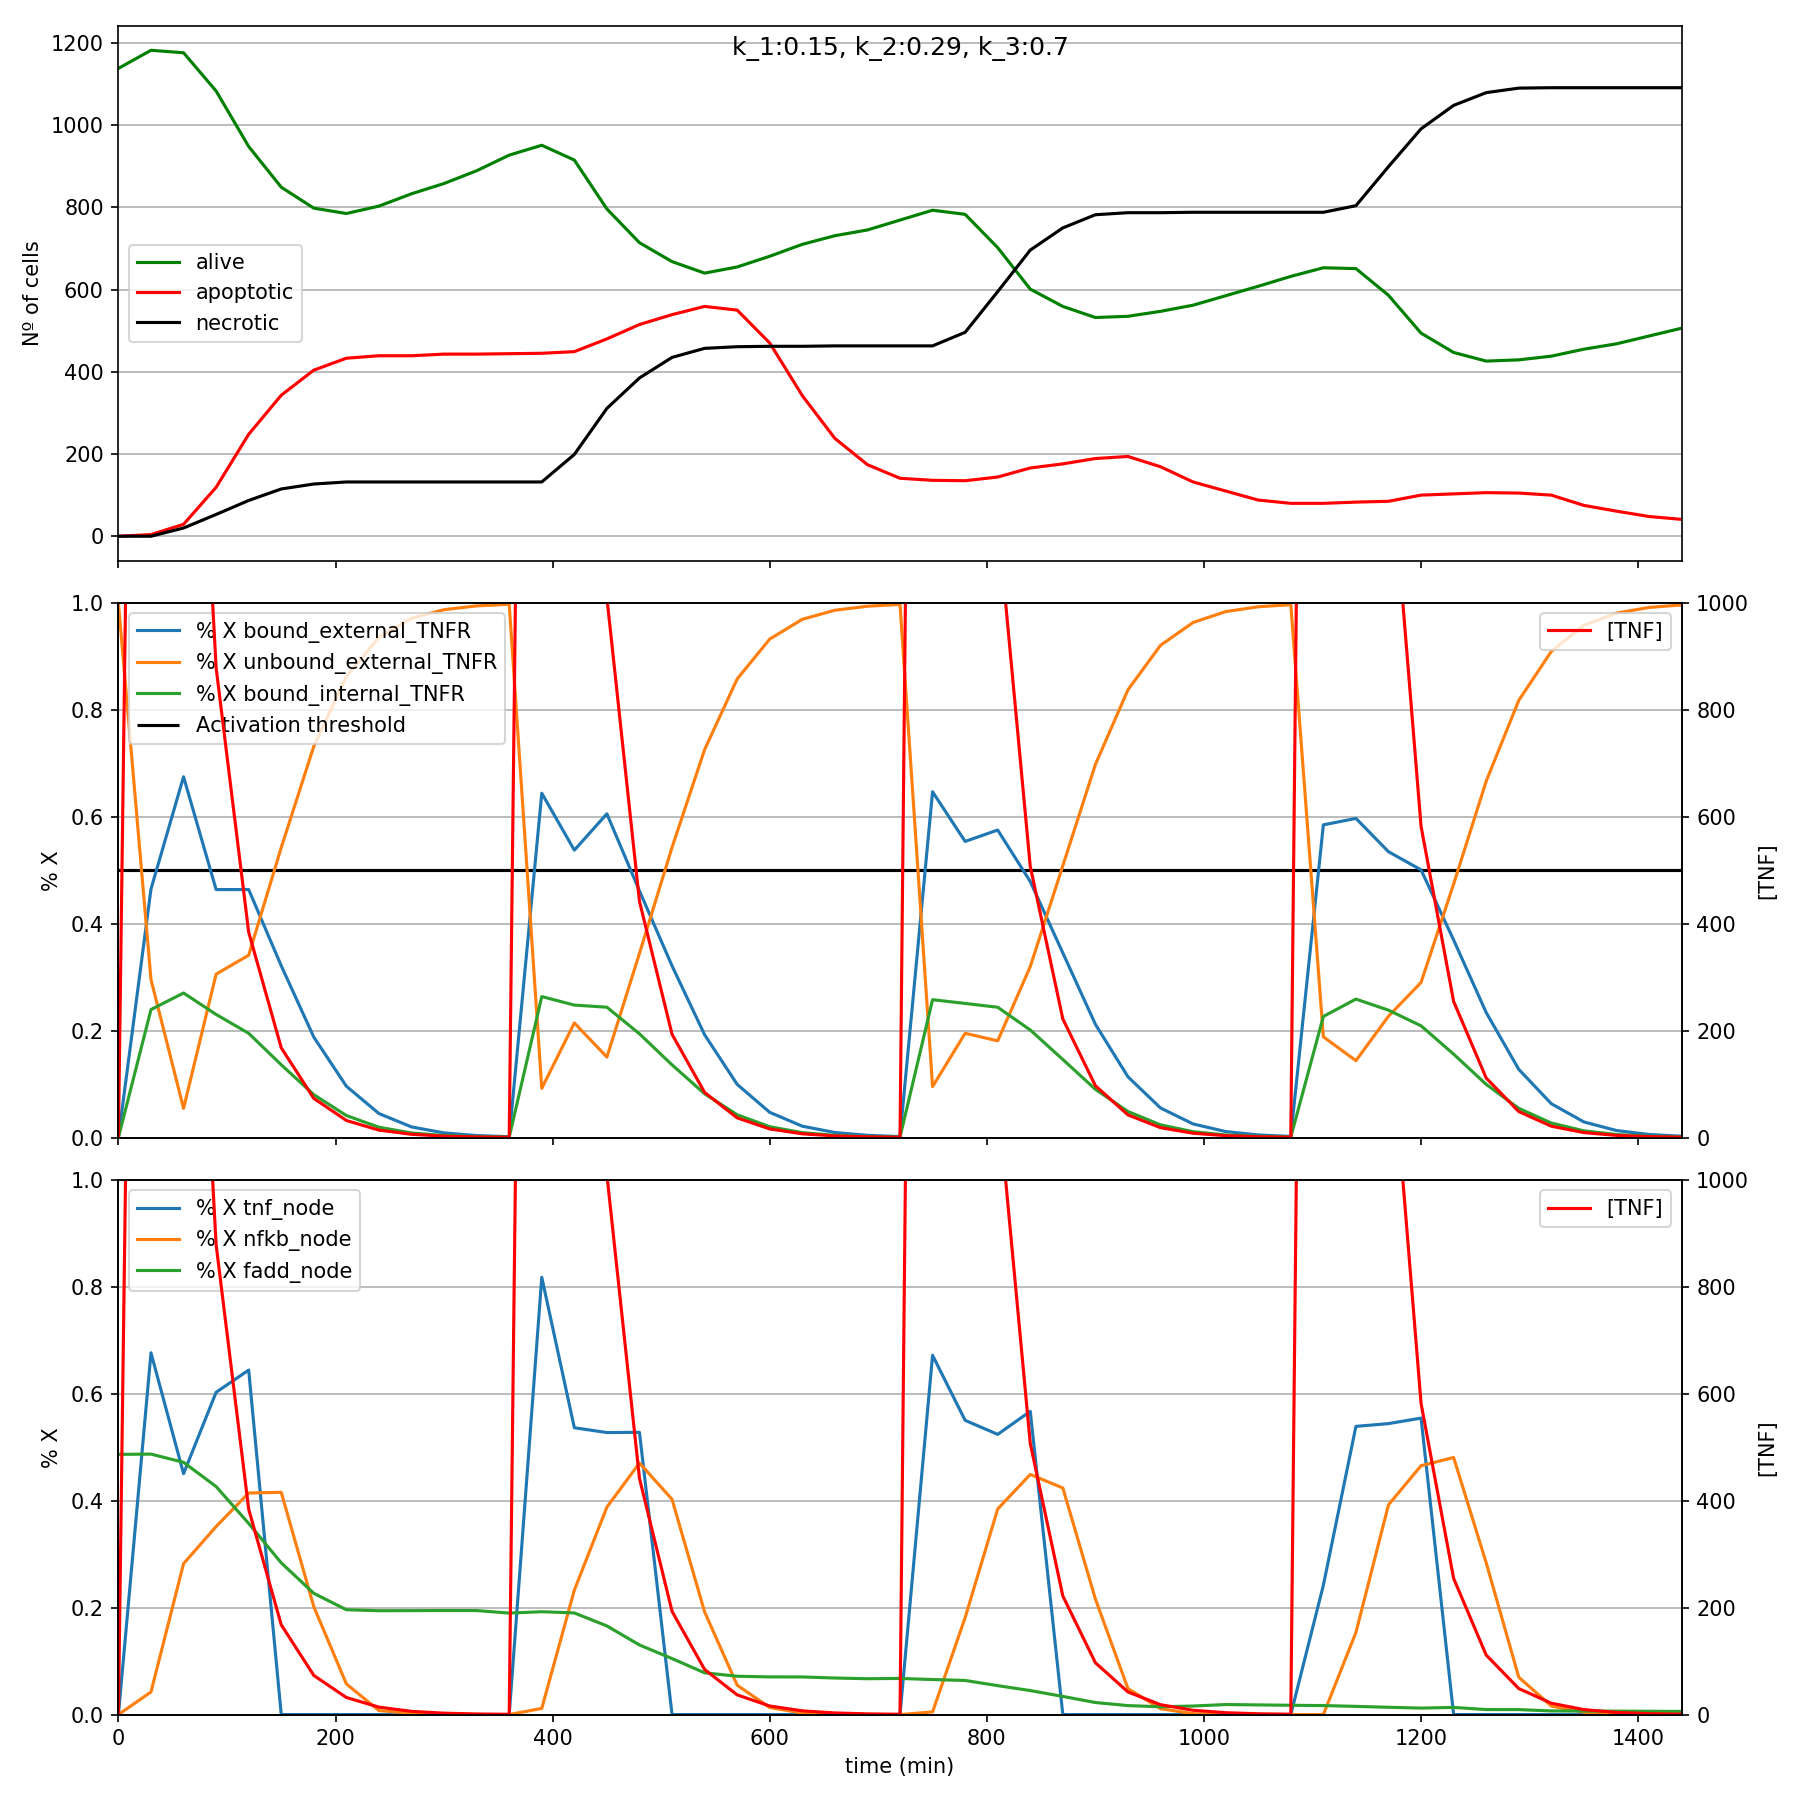 k_1:0.15, k_2:0.29, k_3:0.7
1200
1000
800
600
400
200
0
Nº of cells
alive
apoptotic
necrotic
1.0
0.8
0.6
0.4
0.2
0.0
% X
% X bound_external_TNFR
% X unbound_external_TNFR
% X bound_internal_TNFR
Activation threshold
[TNF]
1000
800
600
400
200
0
[TNF]
1.0
0.8
0.6
0.4
0.2
0.0
% X
% X tnf_node
% X nfkb_node
% X fadd_node
[TNF]
1000
800
600
400
200
0
[TNF]
0 200 400 600 800 1000 1200 1400
time (min)